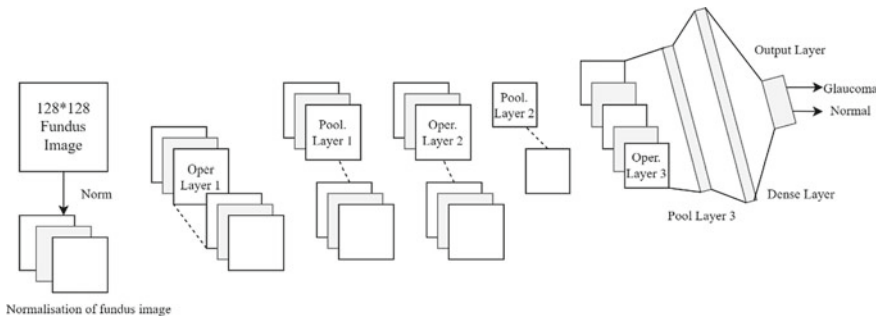 128*128
Fundus
Image
Norm
Normalisation of fundus image
Oper
Layer 1
Pool.
Layer 1
Oper.
Layer 2
Pool.
Layer 2
Oper.
Layer 3
Pool Layer 3
Dense Layer
Output Layer
Glaucoma
Normal